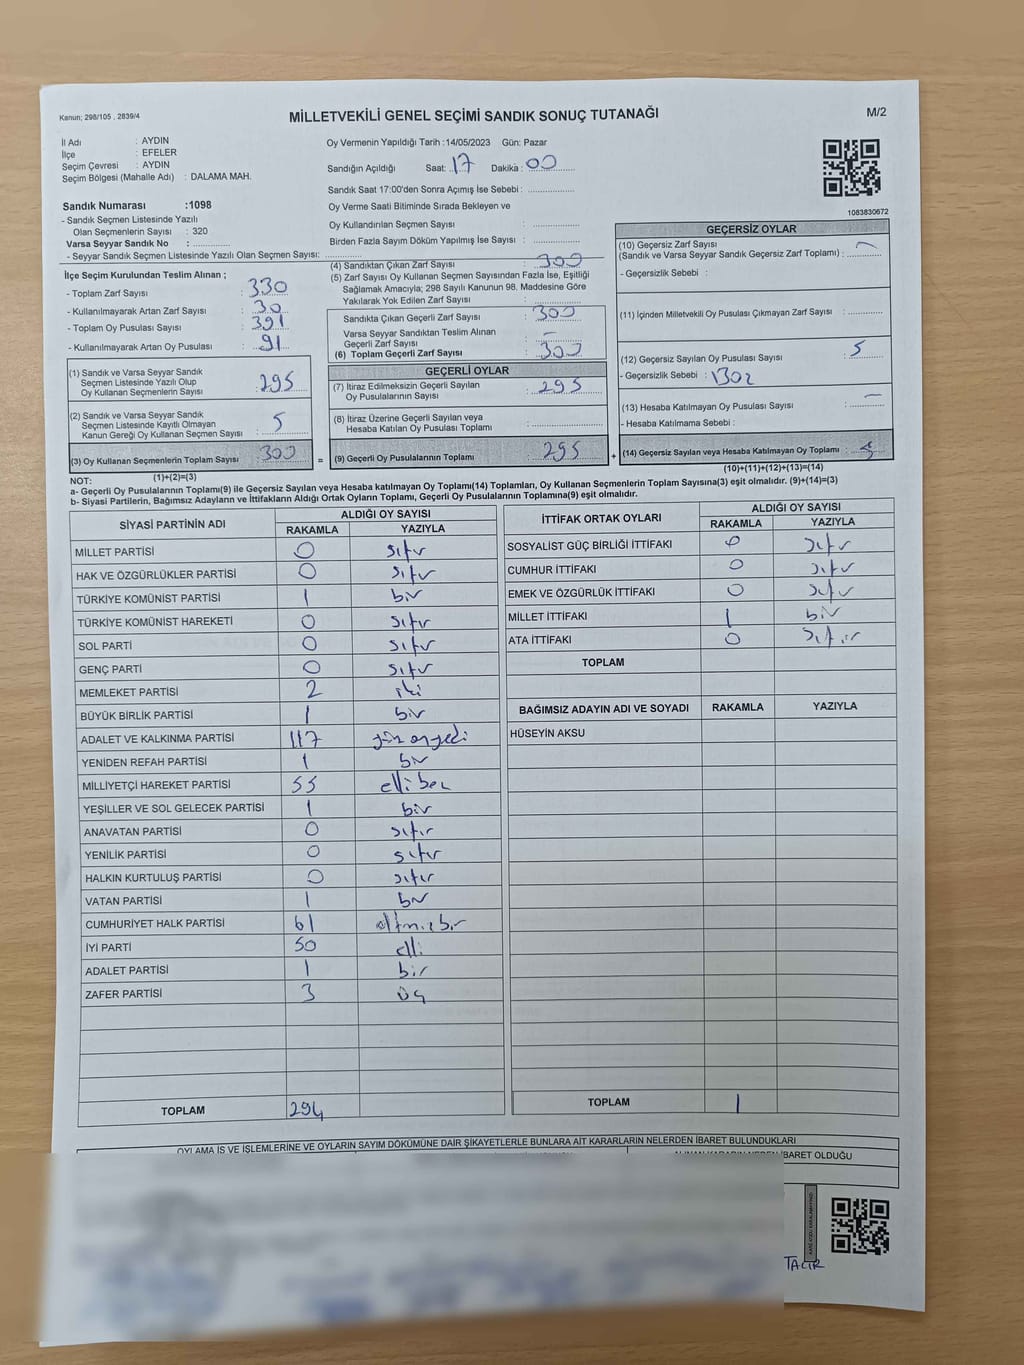 Kanun; 298/105 , 2839/4
MİLLETVEKİLİ GENEL SEÇİMİ SANDIK SONUÇ TUTANAĞI
M/2
İl Adı : AYDIN
İlçe : EFELER
Seçim Çevresi : AYDIN
Seçim Bölgesi (Mahalle Adı) : DALAMA MAH.
Sandık Numarası :1098
- Sandık Seçmen Listesinde Yazılı
Olan Seçmenlerin Sayısı : 320
Varsa Seyyar Sandık No :
- Seyyar Sandık Seçmen Listesinde Yazılı Olan Seçmen Sayısı:
Oy Vermenin Yapıldığı Tarih :14/05/2023 Gün: Pazar
Sandığın Açıldığı Saat: 17 Dakika : 00
Sandık Saat 17:00'den Sonra Açımış İse Sebebi :
Oy Verme Saati Bitiminde Sırada Bekleyen ve
Oy Kullandırılan Seçmen Sayısı :
Birden Fazla Sayım Döküm Yapılmış İse Sayısı :
1083830672
İlçe Seçim Kurulundan Teslim Alınan ;
- Toplam Zarf Sayısı : 330
- Kullanılmayarak Artan Zarf Sayısı : 30
- Toplam Oy Pusulası Sayısı : 391
- Kullanılmayarak Artan Oy Pusulası : 91
(1) Sandık ve Varsa Seyyar Sandık
Seçmen Listesinde Yazılı Olup
Oy Kullanan Seçmenlerin Sayısı : 295
(2) Sandık ve Varsa Seyyar Sandık
Seçmen Listesinde Kayıtlı Olmayan
Kanun Gereği Oy Kullanan Seçmen Sayısı : 5
(3) Oy Kullanan Seçmenlerin Toplam Sayısı : 300
(1)+(2)=(3)
(4) Sandıktan Çıkan Zarf Sayısı : 300
(5) Zarf Sayısı Oy Kullanan Seçmen Sayısından Fazla İse, Eşitliği
Sağlamak Amacıyla; 298 Sayılı Kanunun 98. Maddesine Göre
Yakılarak Yok Edilen Zarf Sayısı :
Sandıkta Çıkan Geçerli Zarf Sayısı : 300
Varsa Seyyar Sandıktan Teslim Alınan
Geçerli Zarf Sayısı : -
(6) Toplam Geçerli Zarf Sayısı : 300
GEÇERLİ OYLAR
(7) İtiraz Edilmeksizin Geçerli Sayılan
Oy Pusulalarının Sayısı : 295
(8) İtiraz Üzerine Geçerli Sayılan veya
Hesaba Katılan Oy Pusulası Toplamı :
= (9) Geçerli Oy Pusulalarının Toplamı : 295 +
GEÇERSİZ OYLAR
(10) Geçersiz Zarf Sayısı
(Sandık ve Varsa Seyyar Sandık Geçersiz Zarf Toplamı) : -
- Geçersizlik Sebebi :
(11) İçinden Milletvekili Oy Pusulası Çıkmayan Zarf Sayısı :
(12) Geçersiz Sayılan Oy Pusulası Sayısı : 5
- Geçersizlik Sebebi :
(13) Hesaba Katılmayan Oy Pusulası Sayısı : -
- Hesaba Katılmama Sebebi :
(14) Geçersiz Sayılan veya Hesaba Katılmayan Oy Toplamı : 5
(10)+(11)+(12)+(13)=(14)
NOT:
a- Geçerli Oy Pusulalarının Toplamı(9) ile Geçersiz Sayılan veya Hesaba katılmayan Oy Toplamı(14) Toplamları, Oy Kullanan Seçmenlerin Toplam Sayısına(3) eşit olmalıdır. (9)+(14)=(3)
b- Siyasi Partilerin, Bağımsız Adayların ve İttifakların Aldığı Ortak Oyların Toplamı, Geçerli Oy Pusulalarının Toplamına(9) eşit olmalıdır.
SİYASİ PARTİNİN ADI ALDIĞI OY SAYISI
RAKAMLA YAZIYLA
MİLLET PARTİSİ 0 sıfır
HAK VE ÖZGÜRLÜKLER PARTİSİ 0 sıfır
TÜRKİYE KOMÜNİST PARTİSİ 1 bir
TÜRKİYE KOMÜNİST HAREKETİ 0 sıfır
SOL PARTİ 0 sıfır
GENÇ PARTİ 0 sıfır
MEMLEKET PARTİSİ 2 iki
BÜYÜK BİRLİK PARTİSİ 1 bir
ADALET VE KALKINMA PARTİSİ 117 yüz onyedi
YENİDEN REFAH PARTİSİ 1 bir
MİLLİYETÇİ HAREKET PARTİSİ 55 elli beş
YEŞİLLER VE SOL GELECEK PARTİSİ 1 bir
ANAVATAN PARTİSİ 0 sıfır
YENİLİK PARTİSİ 0 sıfır
HALKIN KURTULUŞ PARTİSİ 0 sıfır
VATAN PARTİSİ 1 bir
CUMHURİYET HALK PARTİSİ 61 altmış bir
İYİ PARTİ 50 elli
ADALET PARTİSİ 1 bir
ZAFER PARTİSİ 3 üç
TOPLAM 294
İTTİFAK ORTAK OYLARI ALDIĞI OY SAYISI
RAKAMLA YAZIYLA
SOSYALİST GÜÇ BİRLİĞİ İTTİFAKI 0 sıfır
CUMHUR İTTİFAKI 0 sıfır
EMEK VE ÖZGÜRLÜK İTTİFAKI 0 sıfır
MİLLET İTTİFAKI 1 bir
ATA İTTİFAKI 0 sıfır
TOPLAM
BAĞIMSIZ ADAYIN ADI VE SOYADI RAKAMLA YAZIYLA
HÜSEYİN AKSU
TOPLAM 1
OYLAMA İŞ VE İŞLEMLERİNE VE OYLARIN SAYIM DÖKÜMÜNE DAİR ŞİKAYETLERLE BUNLARA AİT KARARLARIN NELERDEN İBARET BULUNDUKLARI
İBARET OLDUĞU
TACİR